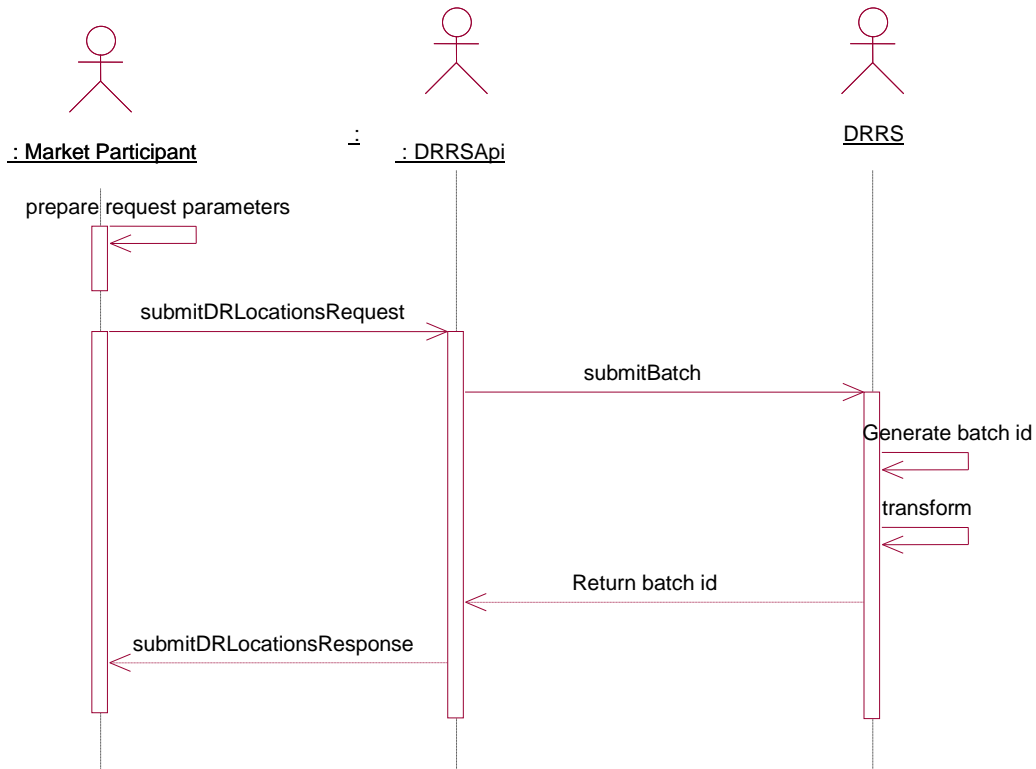 DRRS
: Market Participant
:
: DRRSApi
prepare request parameters
submitDRLocationsRequest
submitBatch
Generate batch id
transform
Return batch id
submitDRLocationsResponse